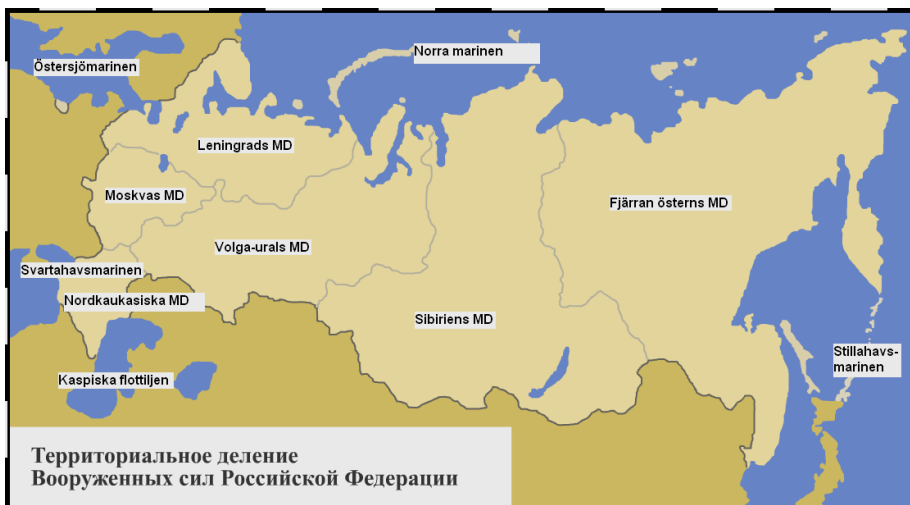 Norra marinen
Östersjömarinen
Leningrads MD
Moskvas MD
Fjärran österns MD
Volga-urals MD
Svartahavsmarinen
Nordkaukasiska MD
Sibiriens MD
Stillahavs-
marinen
Kaspiska flottiljen
Территориальное деление
Вооруженных сил Российской Федерации